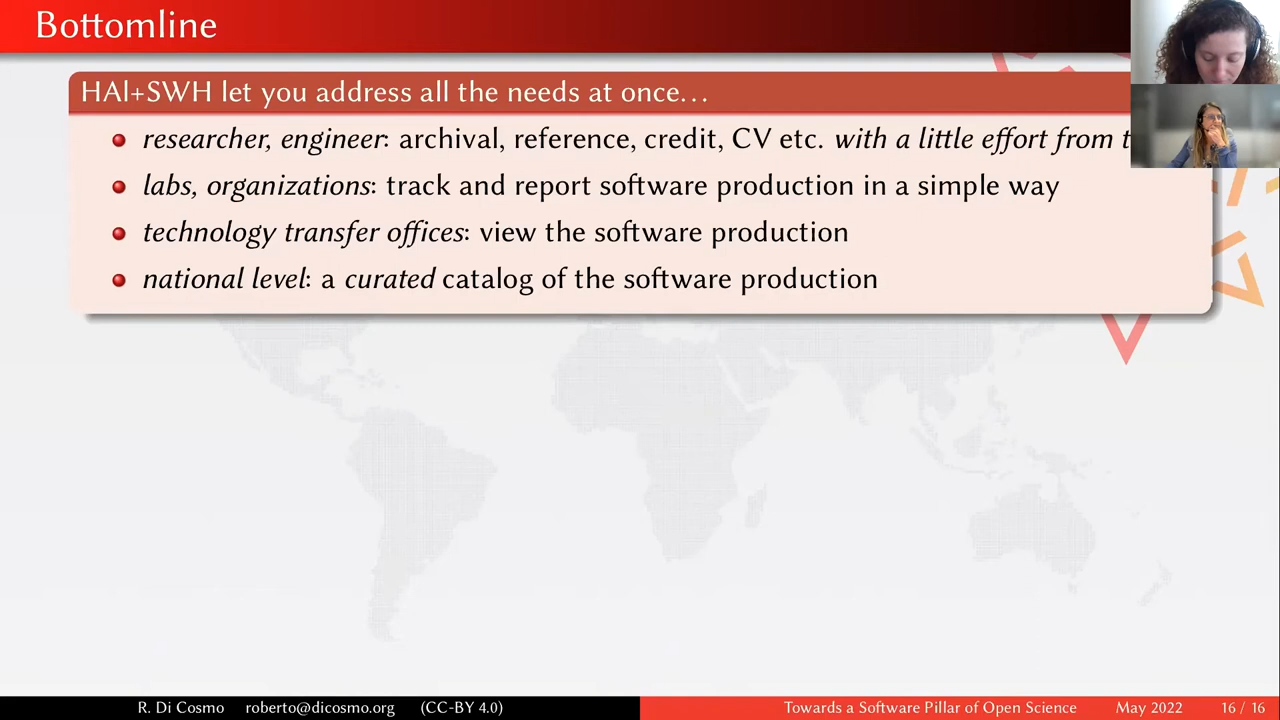 Bottomline
HAl+SWH let you address all the needs at once…
researcher, engineer: archival, reference, credit, CV etc. with a little effort from
labs, organizations: track and report software production in a simple way
technology transfer offices: view the software production
national level: a curated catalog of the software production
R. Di Cosmo roberto@dicosmo.org (CC-BY 4.0) Towards a Software Pillar of Open Science May 2022 16 / 16